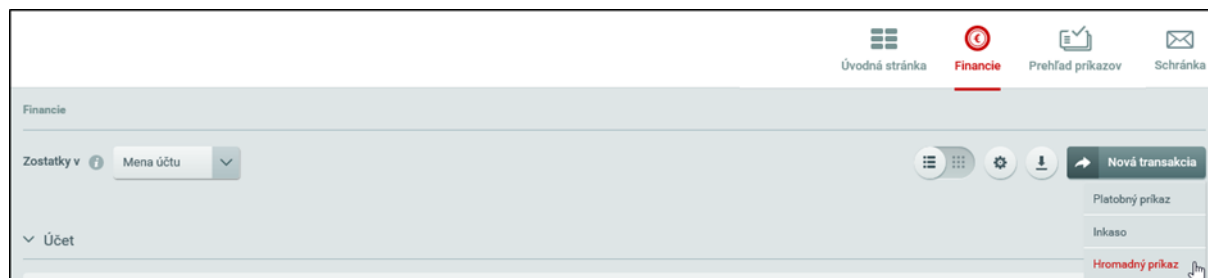 Úvodná stránka
Financie
Prehľad príkazov
Schránka
Financie
Zostatky v
Mena účtu
Nová transakcia
Platobný príkaz
Inkaso
Účet
Hromadný príkaz